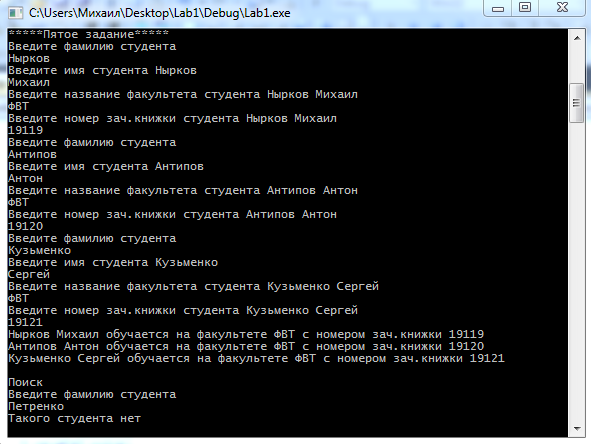 C:\Users\Михаил\Desktop\Lab1\Debug\Lab1.exe
*****Пятое задание*****
Введите фамилию студента
Нырков
Введите имя студента Нырков
Михаил
Введите название факультета студента Нырков Михаил
ФВТ
Введите номер зач.книжки студента Нырков Михаил
19119
Введите фамилию студента
Антипов
Введите имя студента Антипов
Антон
Введите название факультета студента Антипов Антон
ФВТ
Введите номер зач.книжки студента Антипов Антон
19120
Введите фамилию студента
Кузьменко
Введите имя студента Кузьменко
Сергей
Введите название факультета студента Кузьменко Сергей
ФВТ
Введите номер зач.книжки студента Кузьменко Сергей
19121
Нырков Михаил обучается на факультете ФВТ с номером зач.книжки 19119
Антипов Антон обучается на факультете ФВТ с номером зач.книжки 19120
Кузьменко Сергей обучается на факультете ФВТ с номером зач.книжки 19121
Поиск
Введите фамилию студента
Петренко
Такого студента нет